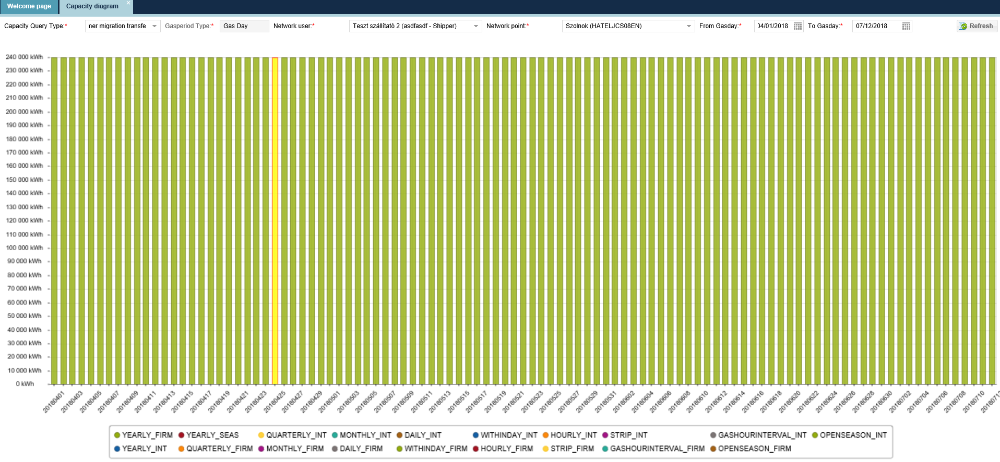 Welcome page
Capacity diagram
Capacity Query Type:* ner migration transfe Gasperiod Type:* Gas Day Network user:* Teszt szállítató 2 (asdfasdf - Shipper) Network point:* Szolnok (HATELJCS08EN) From Gasday:* 04/01/2018 To Gasday:* 07/12/2018 Refresh
240 000 kWh
230 000 kWh
220 000 kWh
210 000 kWh
200 000 kWh
190 000 kWh
180 000 kWh
170 000 kWh
160 000 kWh
150 000 kWh
140 000 kWh
130 000 kWh
120 000 kWh
110 000 kWh
100 000 kWh
90 000 kWh
80 000 kWh
70 000 kWh
60 000 kWh
50 000 kWh
40 000 kWh
30 000 kWh
20 000 kWh
10 000 kWh
0 kWh
20180401 20180403 20180405 20180407 20180409 20180411 20180413 20180415 20180417 20180419 20180421 20180423 20180425 20180427 20180429 20180501 20180503 20180505 20180507 20180509 20180511 20180513 20180515 20180517 20180519 20180521 20180523 20180525 20180527 20180529 20180531 20180602 20180604 20180606 20180608 20180610 20180612 20180614 20180616 20180618 20180620 20180622 20180624 20180626 20180628 20180630 20180702 20180704 20180706 20180708 20180710
YEARLY_FIRM YEARLY_SEAS QUARTERLY_INT MONTHLY_INT DAILY_INT WITHINDAY_INT HOURLY_INT STRIP_INT GASHOURINTERVAL_INT OPENSEASON_INT
YEARLY_INT QUARTERLY_FIRM MONTHLY_FIRM DAILY_FIRM WITHINDAY_FIRM HOURLY_FIRM STRIP_FIRM GASHOURINTERVAL_FIRM OPENSEASON_FIRM